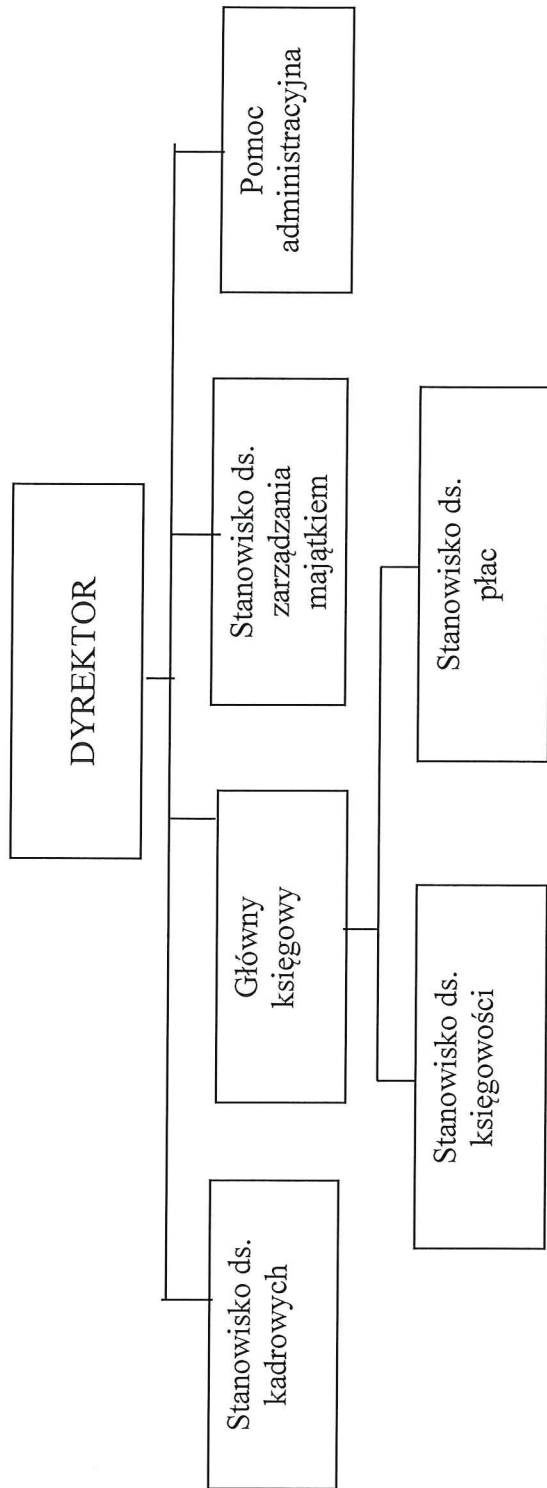 DYREKTOR
Stanowisko ds.
kadrowych
Główny
księgowy
Stanowisko ds.
zarządzania
majątkiem
Pomoc
administracyjna
Stanowisko ds.
księgowości
Stanowisko ds.
płac